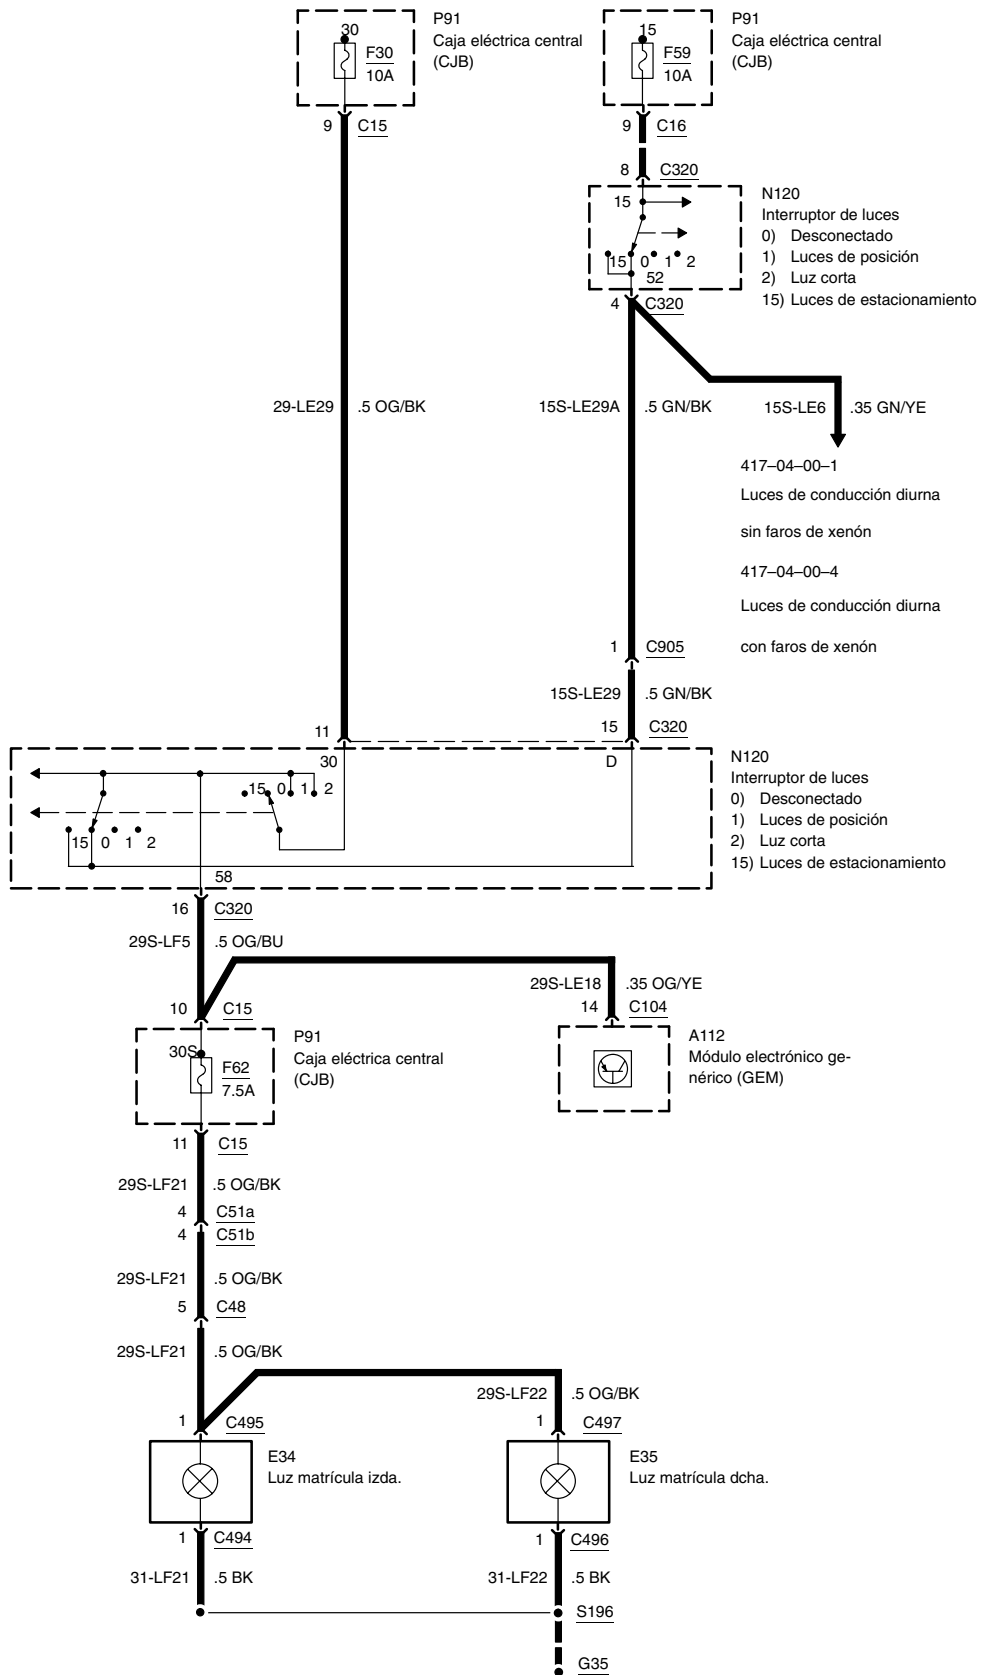 30
F30
10A
P91
Caja eléctrica central
(CJB)
15
F59
10A
P91
Caja eléctrica central
(CJB)
9 C15
9 C16
8 C320
15
15 0 1 2
52
N120
Interruptor de luces
0) Desconectado
1) Luces de posición
2) Luz corta
15) Luces de estacionamiento
4 C320
29-LE29 .5 OG/BK
15S-LE29A .5 GN/BK
15S-LE6 .35 GN/YE
417–04–00–1
Luces de conducción diurna
sin faros de xenón
417–04–00–4
Luces de conducción diurna
con faros de xenón
1 C905
15S-LE29 .5 GN/BK
11
15 C320
30
D
15 0 1 2
15 0 1 2
58
N120
Interruptor de luces
0) Desconectado
1) Luces de posición
2) Luz corta
15) Luces de estacionamiento
16 C320
29S-LF5 .5 OG/BU
29S-LE18 .35 OG/YE
10 C15
14 C104
30S
F62
7.5A
P91
Caja eléctrica central
(CJB)
A112
Módulo electrónico ge-
nérico (GEM)
11 C15
29S-LF21 .5 OG/BK
4 C51a
4 C51b
29S-LF21 .5 OG/BK
5 C48
29S-LF21 .5 OG/BK
29S-LF22 .5 OG/BK
1 C495
1 C497
E34
Luz matrícula izda.
E35
Luz matrícula dcha.
1 C494
1 C496
31-LF21 .5 BK
31-LF22 .5 BK
S196
G35